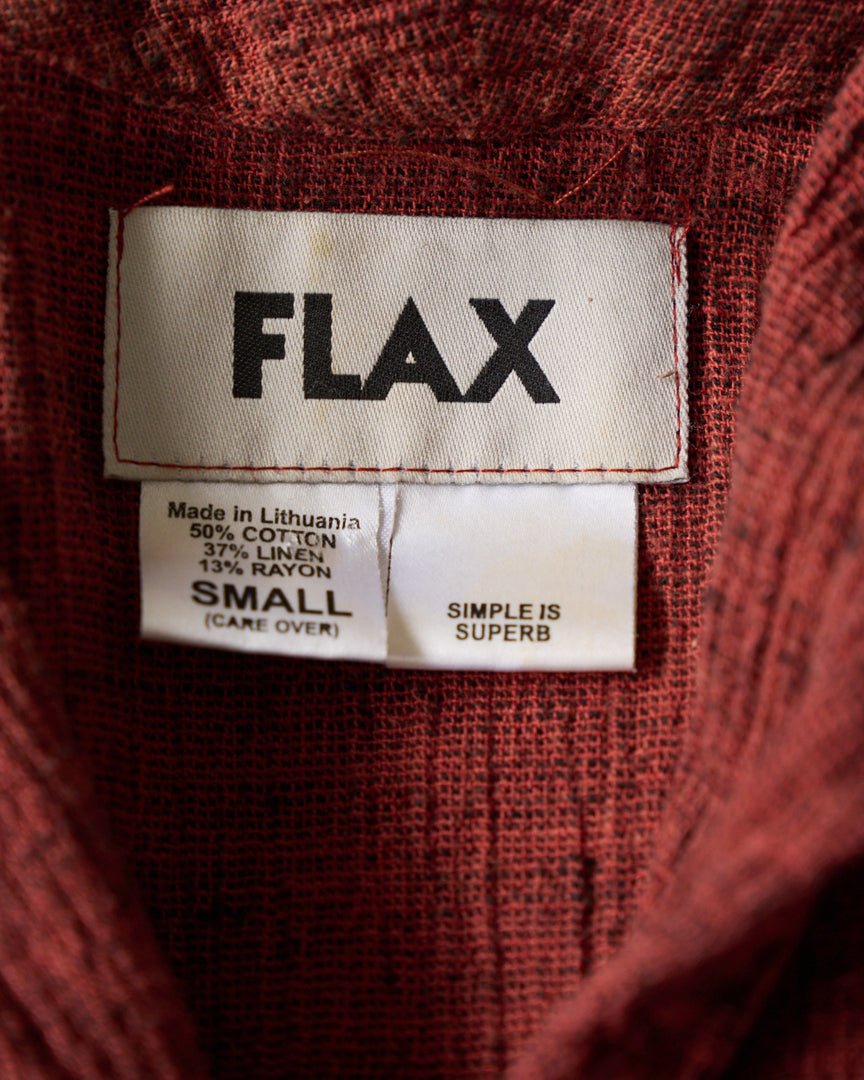 FLAX
Made in Lithuania
50% COTTON
37% LINEN
13% RAYON
SMALL
(CARE OVER)
SIMPLE IS
SUPERB